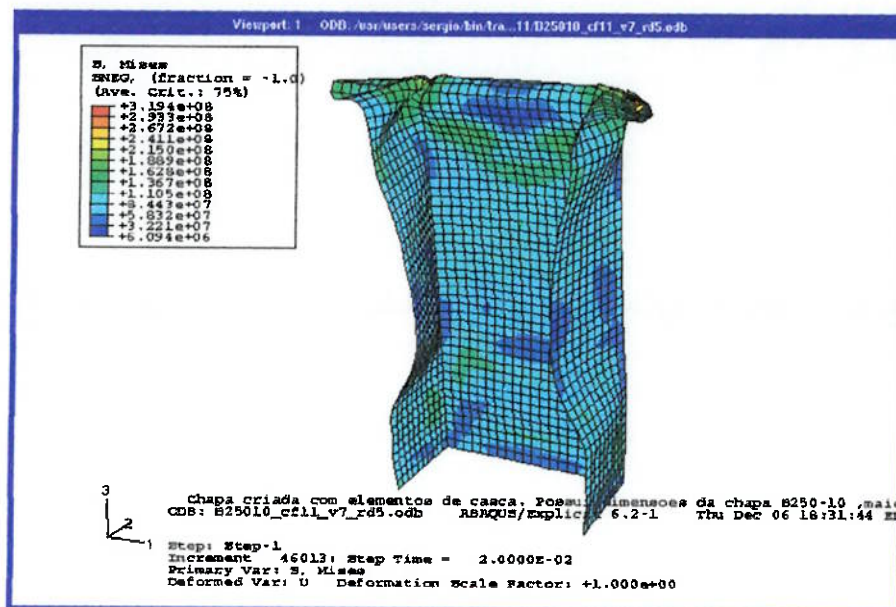 Viewport: 1 ODB: /usr/users/sergio/bin/tra...11/B25010_cf11_v7_rd5.odb
S, Mises
SNEG, (fraction = -1.0)
(Ave. Crit.: 75%)
+3.194e+08
+2.933e+08
+2.672e+08
+2.411e+08
+2.150e+08
+1.889e+08
+1.628e+08
+1.367e+08
+1.105e+08
+8.443e+07
+5.832e+07
+3.221e+07
+6.094e+06
3
2
1
Chapa criada com elementos de casca. Possui dimensoes da chapa B250-10 ,maio
ODB: B25010_cf11_v7_rd5.odb ABAQUS/Explicit 6.2-1 Thu Dec 06 18:31:44
Step: Step-1
Increment 46013: Step Time = 2.0000E-02
Primary Var: S, Mises
Deformed Var: U Deformation Scale Factor: +1.000e+00